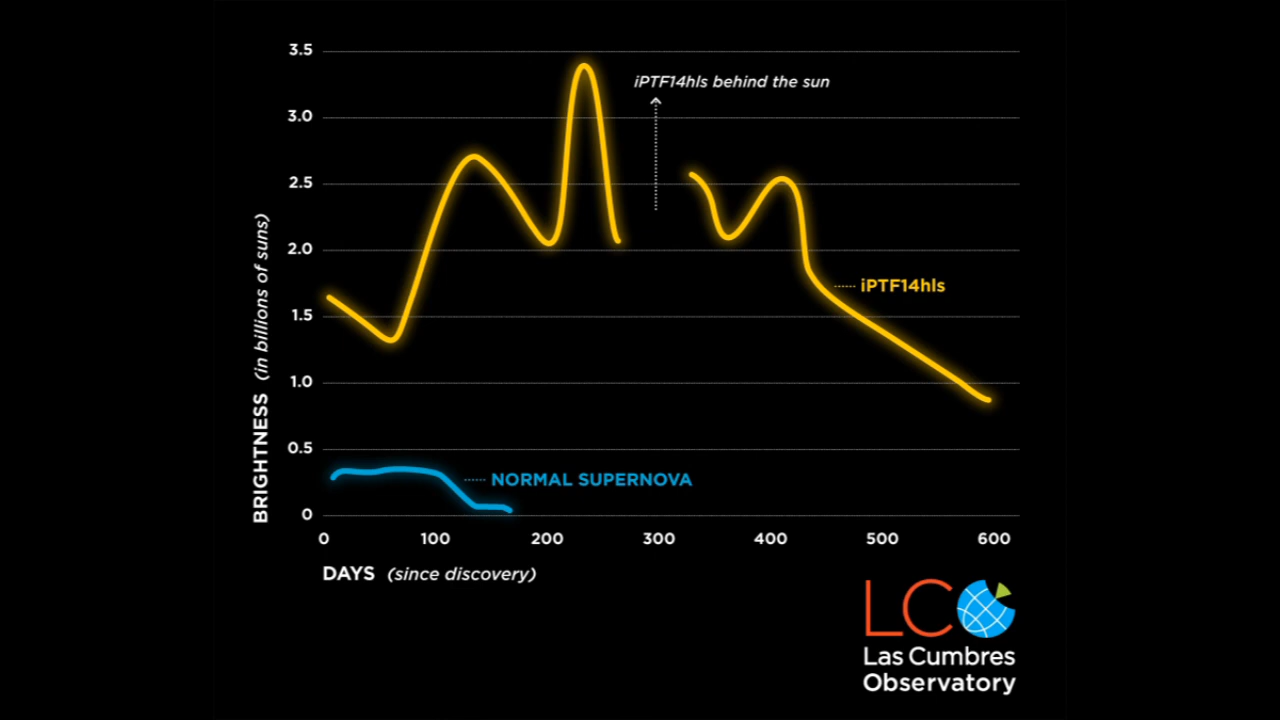 3.5
iPTF14hls behind the sun
3.0
2.5
2.0
iPTF14hls
1.5
1.0
0.5
NORMAL SUPERNOVA
0
BRIGHTNESS (in billions of suns)
0 100 200 300 400 500 600
DAYS (since discovery)
LCO
Las Cumbres
Observatory